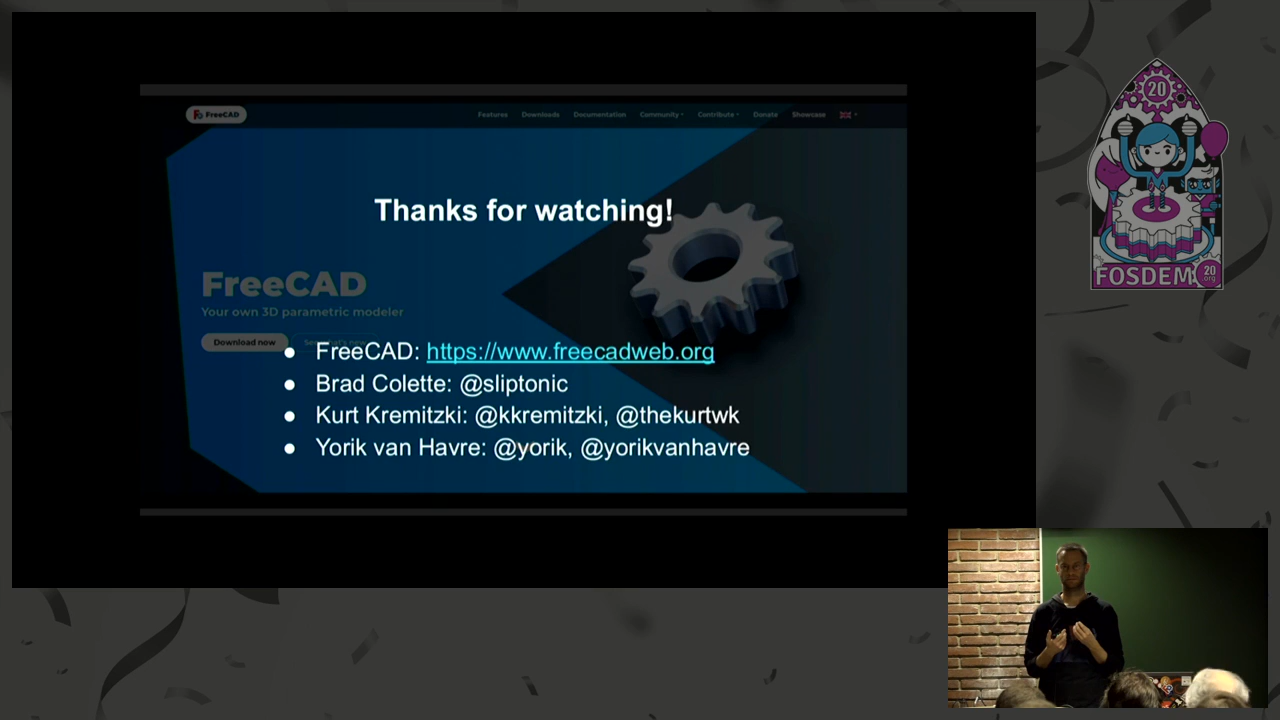 FreeCAD
Features Downloads Documentation Community Contribute Donate Showcase
Thanks for watching!
FreeCAD
Your own 3D parametric modeler
Download now
● FreeCAD: https://www.freecadweb.org
● Brad Colette: @sliptonic
● Kurt Kremitzki: @kkremitzki, @thekurtwk
● Yorik van Havre: @yorik, @yorikvanhavre
20
FOSDEM
20
.org